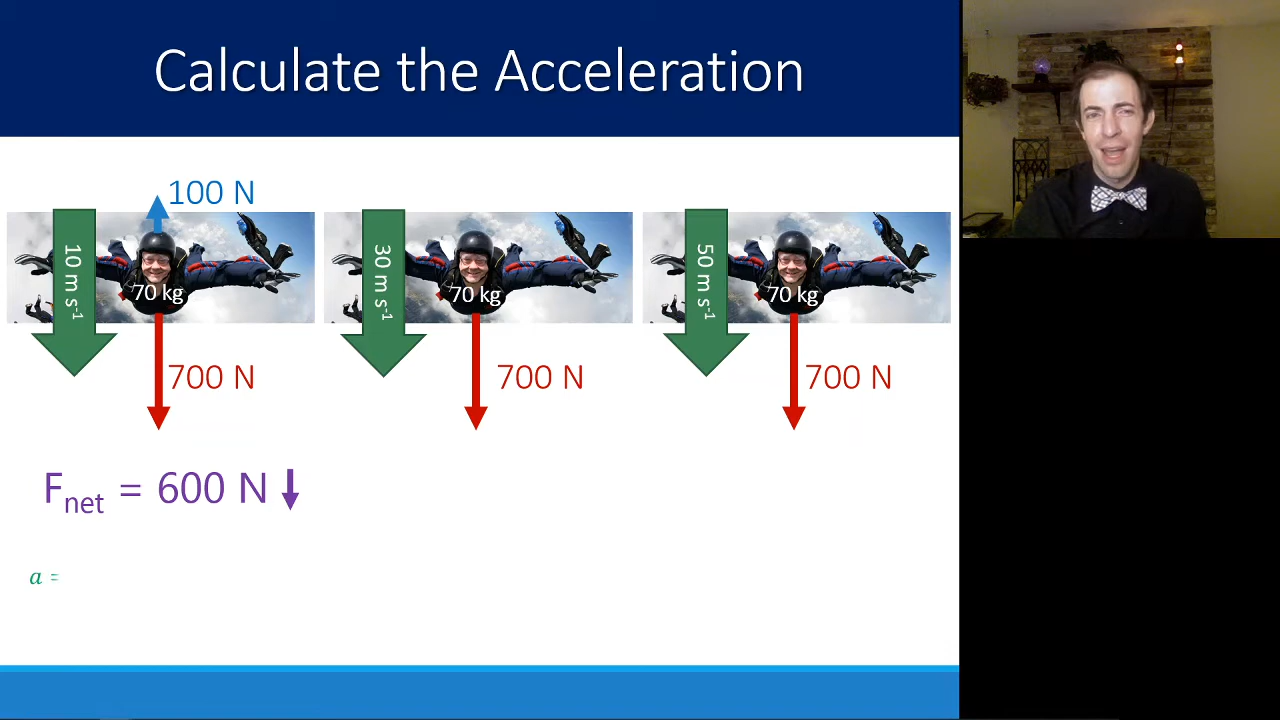 Calculate the Acceleration
100 N
10 m s⁻¹
70 kg
700 N
30 m s⁻¹
70 kg
700 N
50 m s⁻¹
70 kg
700 N
Fnet = 600 N
a =